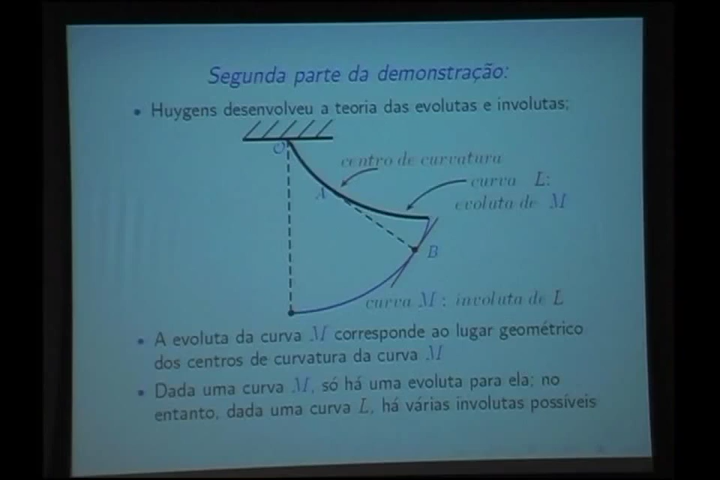 Segunda parte da demonstração:
• Huygens desenvolveu a teoria das evolutas e involutas;
O
centro de curvatura
A
curva L:
evoluta de M
B
curva M : involuta de L
• A evoluta da curva M corresponde ao lugar geométrico
dos centros de curvatura da curva M
• Dada uma curva M, só há uma evoluta para ela; no
entanto, dada uma curva L, há várias involutas possíveis